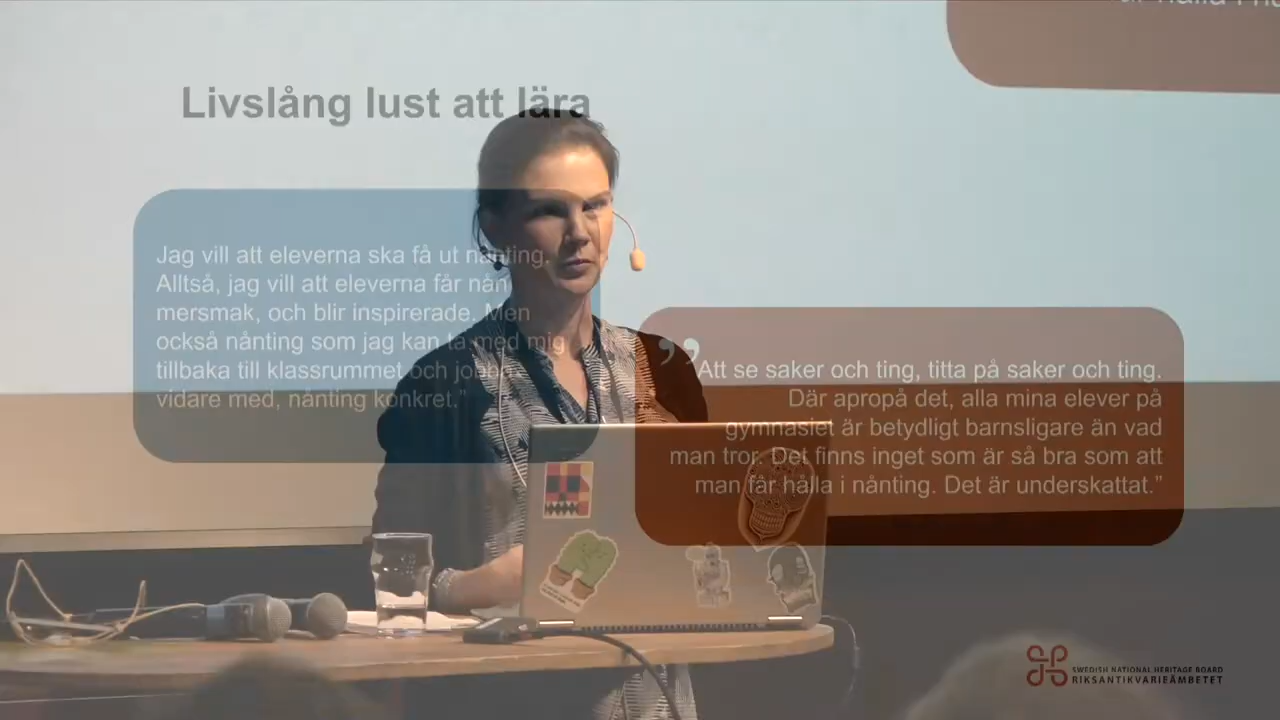 Livslång lust att lära
Jag vill att eleverna ska få ut nånting.
Alltså, jag vill att eleverna får nån
mersmak, och blir inspirerade. Men
också nånting som jag kan ta med mig
tillbaka till klassrummet och jobba
vidare med, nånting konkret.”
”Att se saker och ting, titta på saker och ting.
Där apropå det, alla mina elever på
gymnasiet är betydligt barnsligare än vad
man tror. Det finns inget som är så bra som att
man får hålla i nånting. Det är underskattat.”
SWEDISH NATIONAL HERITAGE BOARD
RIKSANTIKVARIEÄMBETET